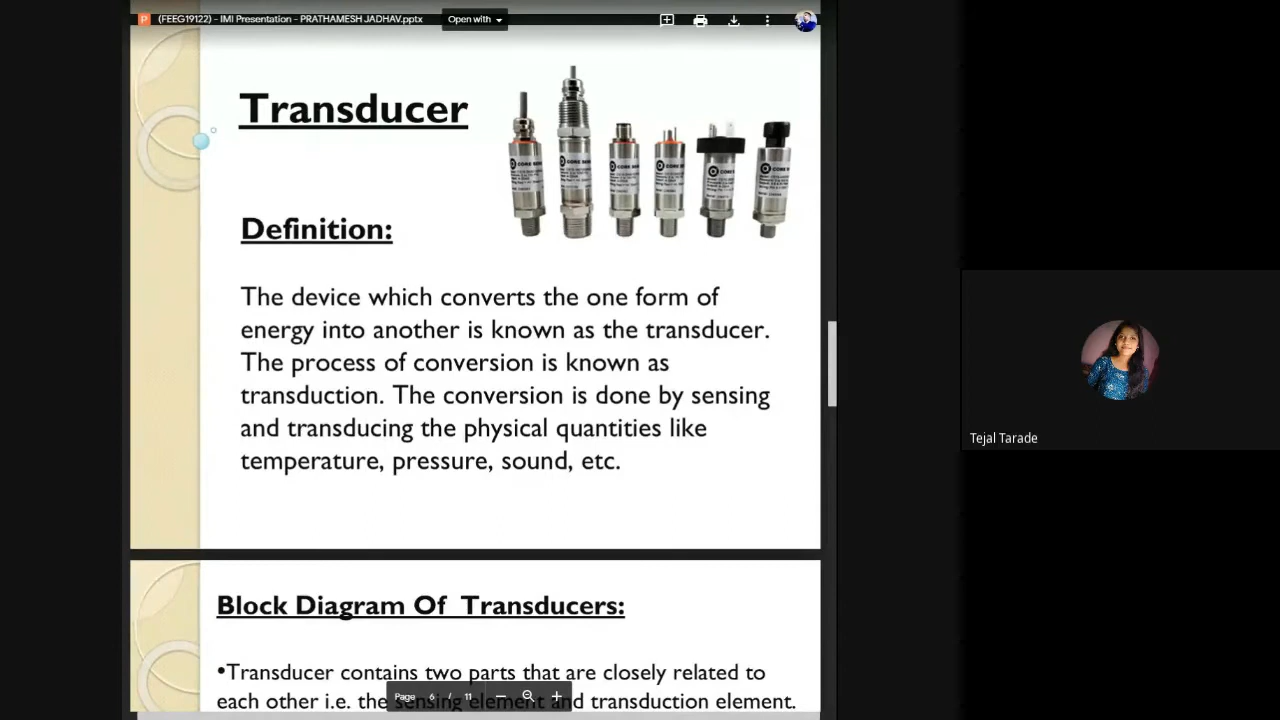 P (FEEG19122) - IMI Presentation - PRATHAMESH JADHAV.pptx Open with
Transducer
CORE
Definition:
The device which converts the one form of
energy into another is known as the transducer.
The process of conversion is known as
transduction. The conversion is done by sensing
and transducing the physical quantities like
temperature, pressure, sound, etc.
Tejal Tarade
Block Diagram Of Transducers:
•Transducer contains two parts that are closely related to
each other i.e. the sensing element and transduction element.
Page 6 / 11